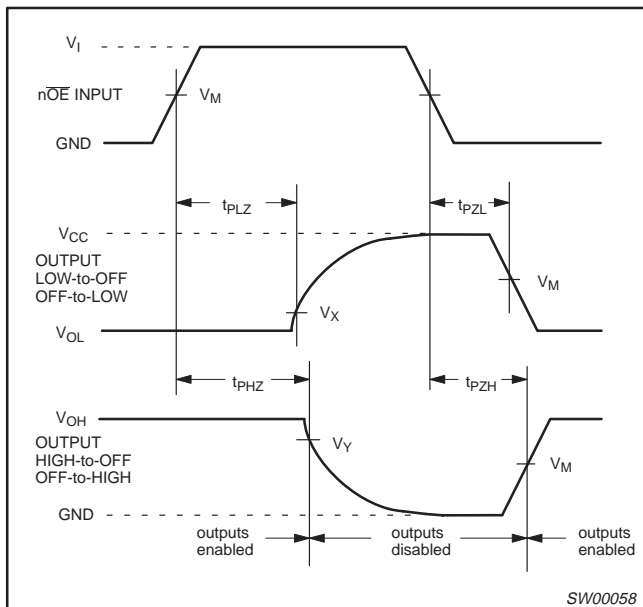 V_I
nOE INPUT
V_M
GND
t_PLZ
t_PZL
V_CC
OUTPUT
LOW-to-OFF
OFF-to-LOW
V_M
V_X
V_OL
t_PHZ
t_PZH
V_OH
OUTPUT
HIGH-to-OFF
OFF-to-HIGH
V_Y
V_M
GND
outputs
enabled
outputs
disabled
outputs
enabled
SW00058